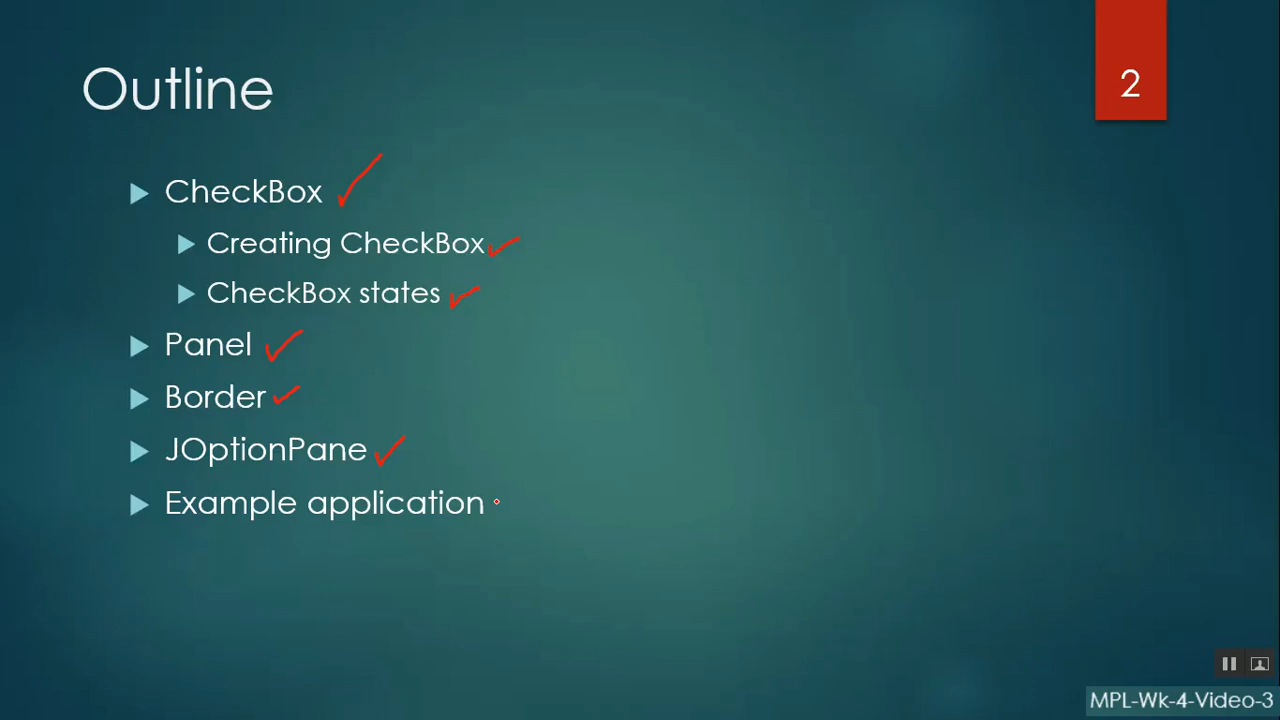 Outline
2
CheckBox
Creating CheckBox
CheckBox states
Panel
Border
JOptionPane
Example application
MPL-Wk-4-Video-3